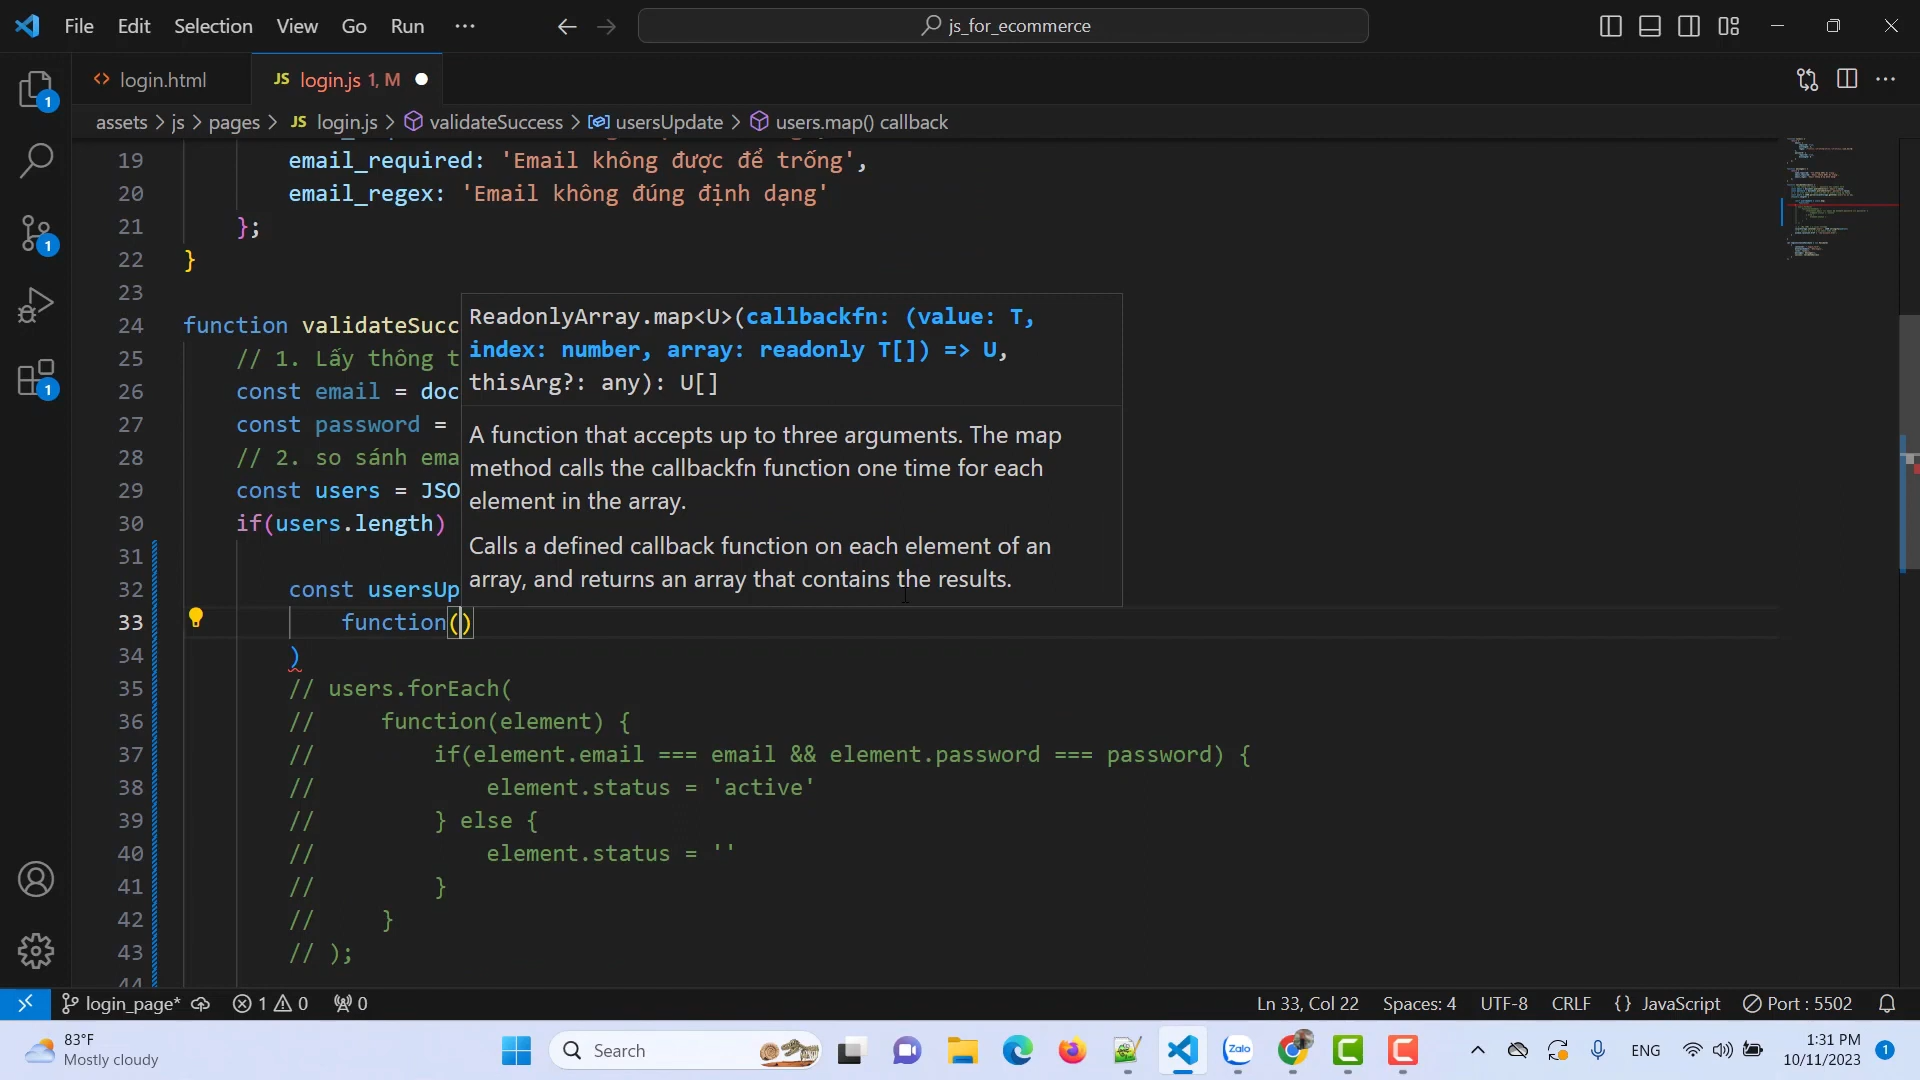 File Edit Selection View Go Run ··· js_for_ecommerce
login.html JS login.js 1, M
assets > js > pages > JS login.js > validateSuccess > usersUpdate > users.map() callback
19 email_required: 'Email không được để trống',
20 email_regex: 'Email không đúng định dạng'
21 };
22 }
23
24 function validateSucc
25 // 1. Lấy thông t
26 const email = doc
27 const password =
28 // 2. so sánh ema
29 const users = JSO
30 if(users.length)
31
32 const usersUp
33 function()
34 )
35 // users.forEach(
36 // function(element) {
37 // if(element.email === email && element.password === password) {
38 // element.status = 'active'
39 // } else {
40 // element.status = ''
41 // }
42 // }
43 // );
44
ReadonlyArray.map<U>(callbackfn: (value: T,
index: number, array: readonly T[]) => U,
thisArg?: any): U[]
A function that accepts up to three arguments. The map
method calls the callbackfn function one time for each
element in the array.
Calls a defined callback function on each element of an
array, and returns an array that contains the results.
1
1
1
login_page* 1 0 0 Ln 33, Col 22 Spaces: 4 UTF-8 CRLF {} JavaScript Port : 5502
83°F
Mostly cloudy
Search
Zalo
ENG
1:31 PM
10/11/2023
1